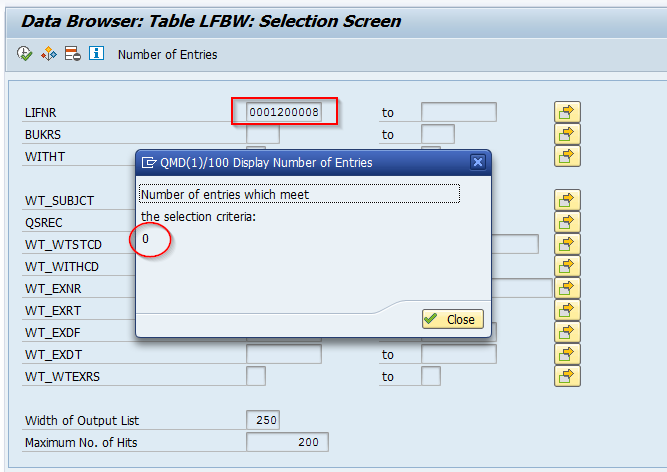 Data Browser: Table LFBW: Selection Screen
Number of Entries
LIFNR 0001200008 to
BUKRS to
WITHT
QMD(1)/100 Display Number of Entries
Number of entries which meet
the selection criteria:
0
Close
WT_SUBJCT
QSREC
WT_WTSTCD
WT_WITHCD
WT_EXNR
WT_EXRT
WT_EXDF
WT_EXDT to
WT_WTEXRS to
Width of Output List 250
Maximum No. of Hits 200